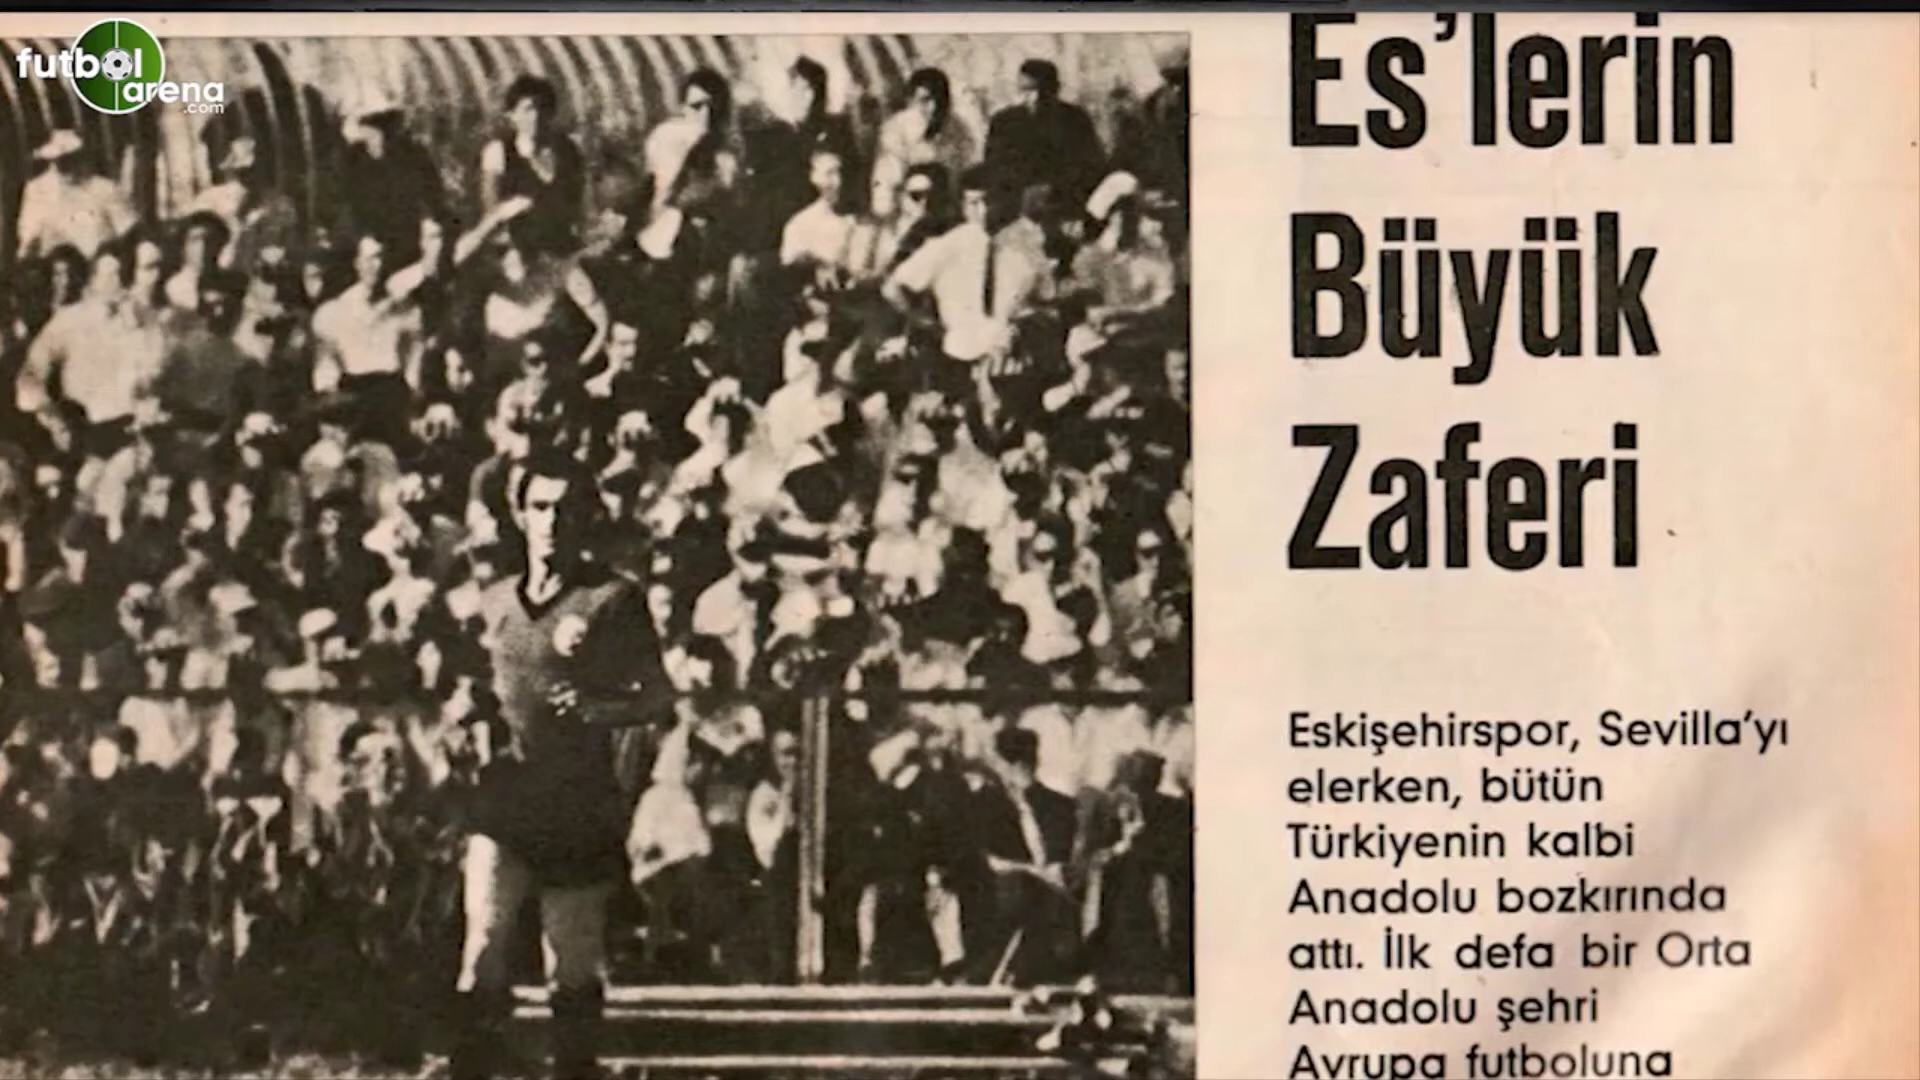 futbol
arena
.com
Es'lerin
Büyük
Zaferi
Eskişehirspor, Sevilla'yı
elerken, bütün
Türkiyenin kalbi
Anadolu bozkırında
attı. İlk defa bir Orta
Anadolu şehri
Avrupa futboluna